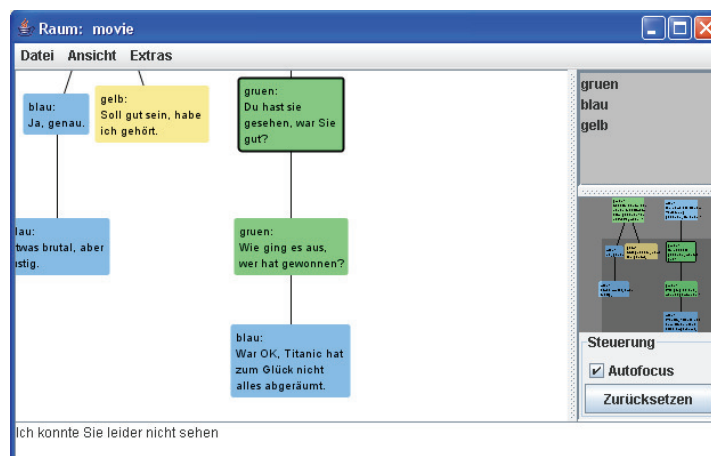 Raum: movie
Datei Ansicht Extras
blau:
Ja, genau.
gelb:
Soll gut sein, habe
ich gehört.
gruen:
Du hast sie
gesehen, war Sie
gut?
lau:
twas brutal, aber
ustig.
gruen:
Wie ging es aus,
wer hat gewonnen?
blau:
War OK, Titanic hat
zum Glück nicht
alles abgeräumt.
gruen
blau
gelb
Steuerung
Autofocus
Zurücksetzen
Ich konnte Sie leider nicht sehen